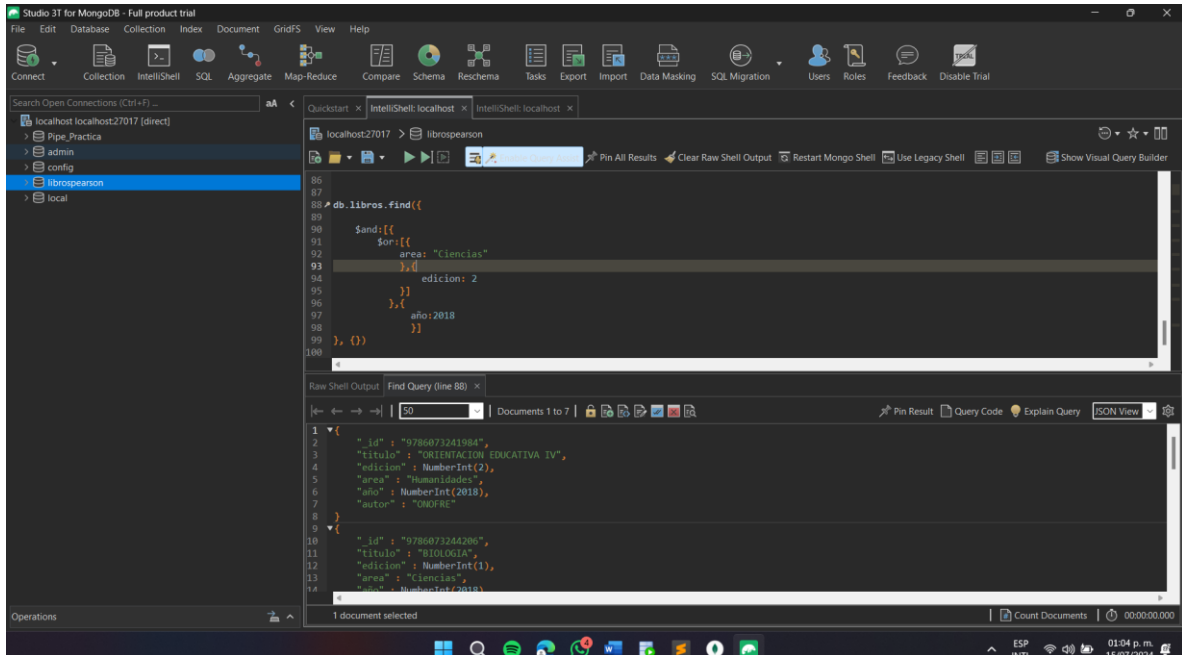 Studio 3T for MongoDB - Full product trial
File Edit Database Collection Index Document GridFS View Help
Connect Collection IntelliShell SQL Aggregate Map-Reduce Compare Schema Reschema Tasks Export Import Data Masking SQL Migration Users Roles Feedback Disable Trial
Search Open Connections (Ctrl+F) ... aA
localhost localhost:27017 [direct]
Pipe_Practica
admin
config
librospearson
local
Quickstart × IntelliShell: localhost × IntelliShell: localhost ×
localhost:27017 > librospearson
Pin All Results Clear Raw Shell Output Restart Mongo Shell Use Legacy Shell Show Visual Query Builder
86
87
88 db.libros.find({
89
90 $and:[{
91 $or:[{
92 area: "Ciencias"
93 },{
94 edicion: 2
95 }]
96 },{
97 año:2018
98 }]
99 }, {})
100
Raw Shell Output Find Query (line 88) ×
50 Documents 1 to 7 Pin Result Query Code Explain Query JSON View
1 {
2 "_id" : "9786073241984",
3 "titulo" : "ORIENTACION EDUCATIVA IV",
4 "edicion" : NumberInt(2),
5 "area" : "Humanidades",
6 "año" : NumberInt(2018),
7 "autor" : "ONOFRE"
8 }
9 {
10 "_id" : "9786073244206",
11 "titulo" : "BIOLOGIA",
12 "edicion" : NumberInt(1),
13 "area" : "Ciencias",
14 "año" : NumberInt(2018)
Operations
1 document selected Count Documents 00:00:00.000
ESP 01:04 p. m.
INTL 15/07/2024